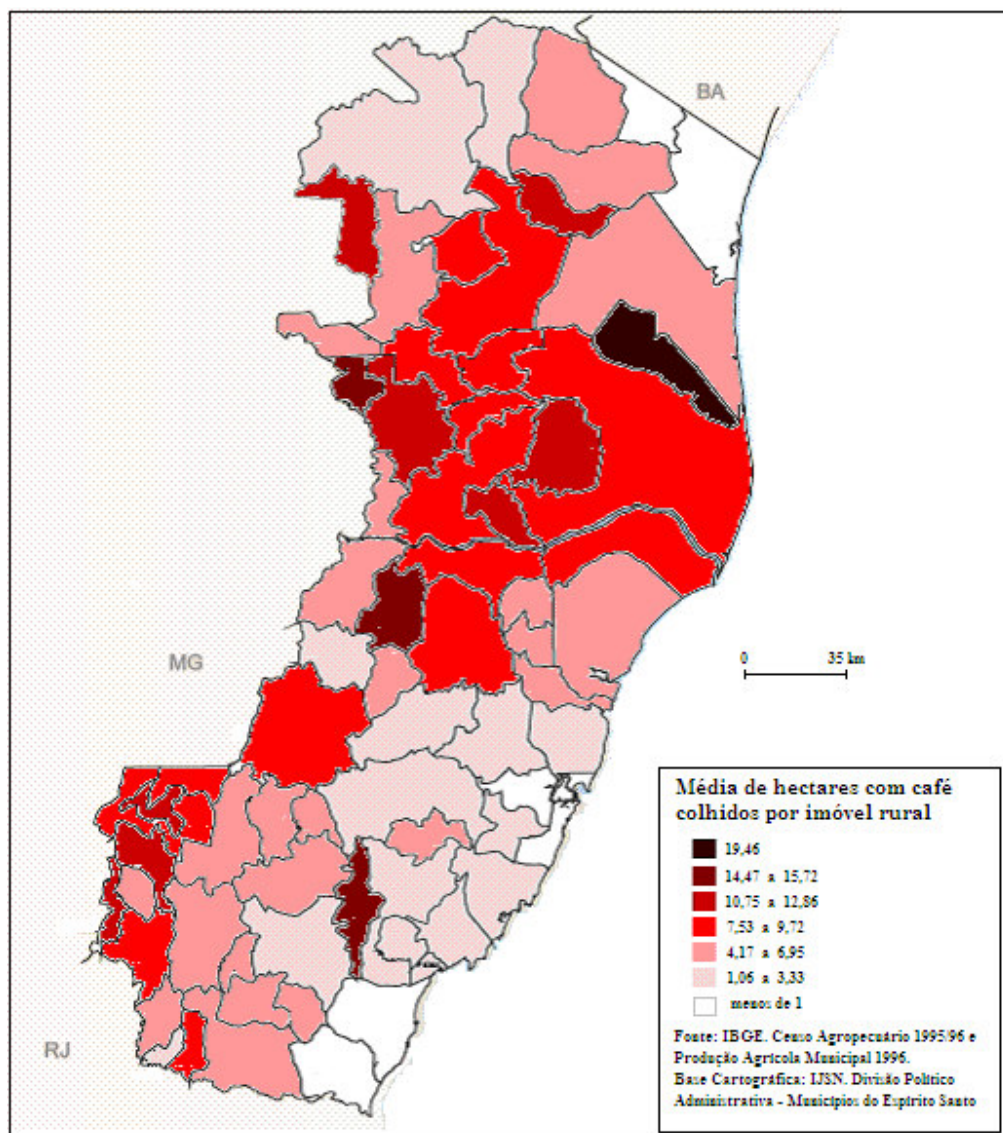 BA
MG
0 35 km
RJ
Média de hectares com café
colhidos por imóvel rural
19,46
14,47 a 15,72
10,75 a 12,86
7,53 a 9,72
4,17 a 6,95
1,06 a 3,33
menos de 1
Fonte: IBGE. Censo Agropecuário 1995/96 e
Produção Agrícola Municipal 1996.
Base Cartográfica: IJSN. Divisão Político
Administrativa - Municípios do Espírito Santo